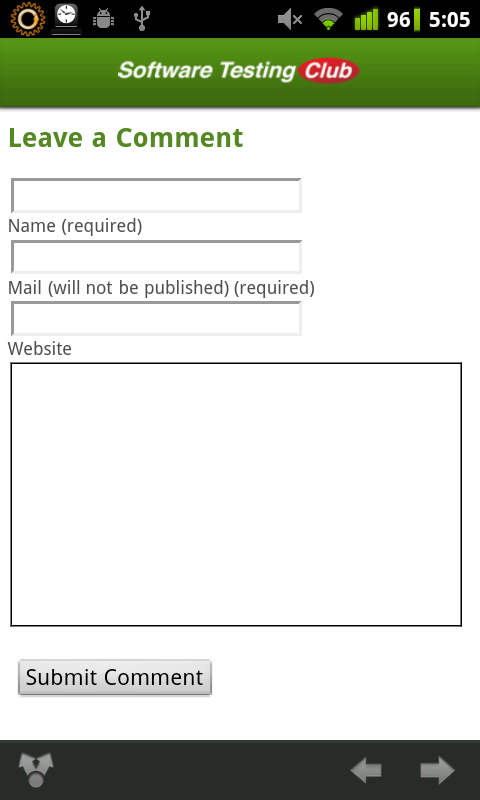 96 5:05
Software Testing Club
Leave a Comment
Name (required)
Mail (will not be published) (required)
Website
Submit Comment